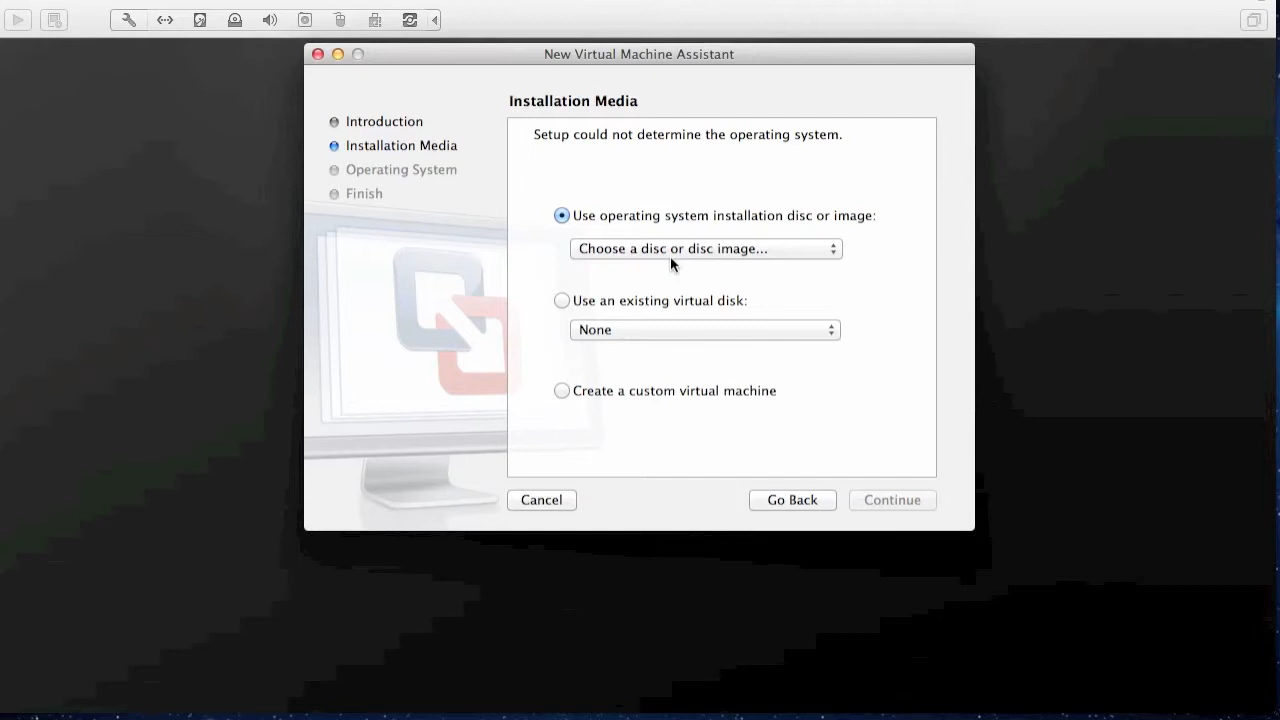 New Virtual Machine Assistant
Installation Media
Introduction
Installation Media
Operating System
Finish
Setup could not determine the operating system.
Use operating system installation disc or image:
Choose a disc or disc image...
Use an existing virtual disk:
None
Create a custom virtual machine
Cancel
Go Back
Continue